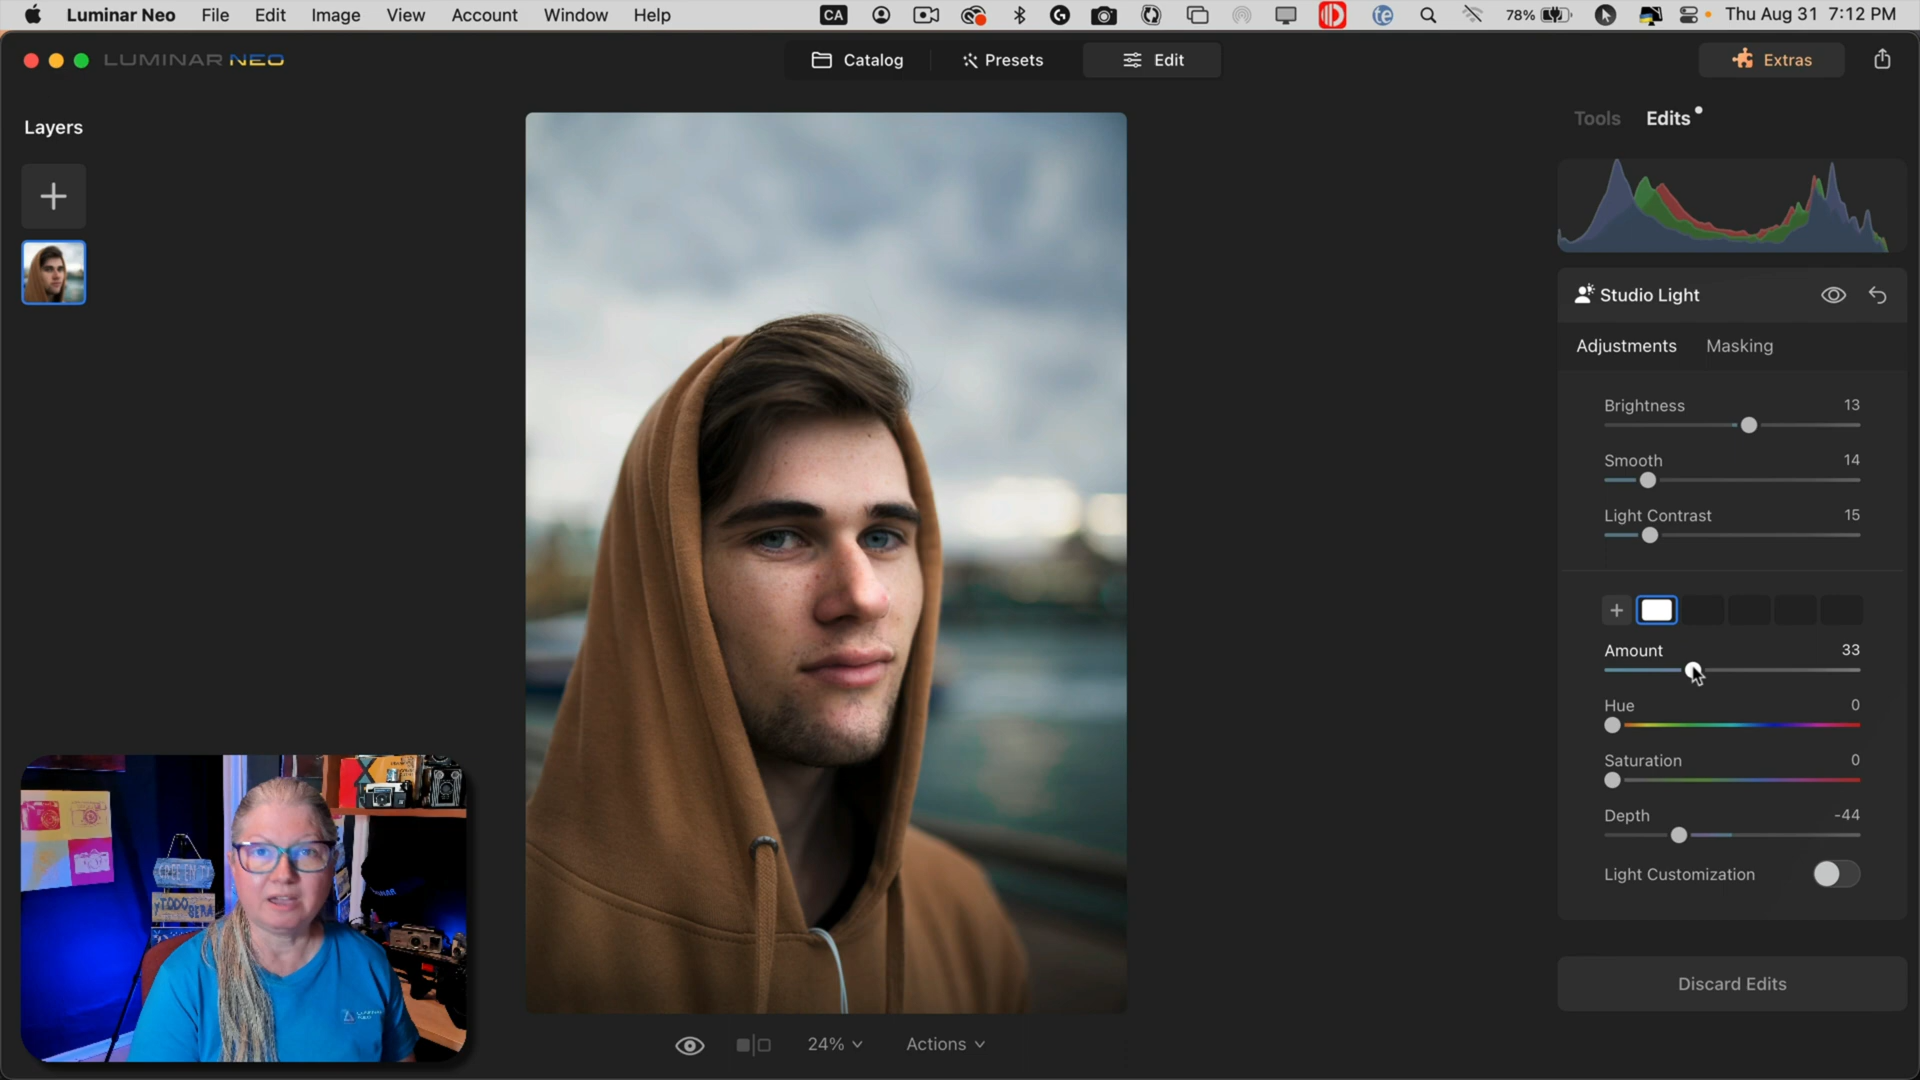 Luminar Neo File Edit Image View Account Window Help CA 78% Thu Aug 31 7:12 PM
LUMINAR NEO
Catalog Presets Edit Extras
Layers
Tools Edits
Studio Light
Adjustments Masking
Brightness 13
Smooth 14
Light Contrast 15
Amount 33
Hue 0
Saturation 0
Depth -44
Light Customization
Discard Edits
24% Actions
y TODO
SERA